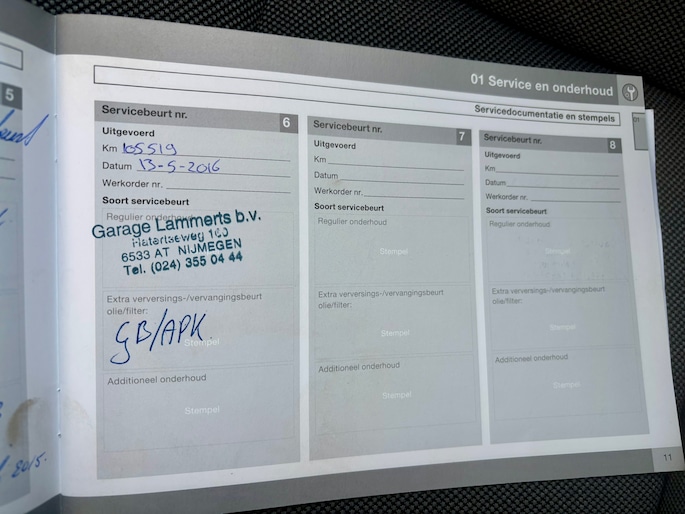 01 Service en onderhoud
Servicedocumentatie en stempels
5
Servicebeurt nr. 6
Uitgevoerd
Km 105519
Datum 13-5-2016
Werkorder nr.
Soort servicebeurt
Regulier onderhoud
Garage Lammerts b.v.
6533 AT NIJMEGEN
Tel. (024) 355 04 44
Extra verversings-/vervangingsbeurt
olie/filter:
GB/APK
Stempel
Additioneel onderhoud
Stempel
Servicebeurt nr. 7
Uitgevoerd
Km
Datum
Werkorder nr.
Soort servicebeurt
Regulier onderhoud
Stempel
Extra verversings-/vervangingsbeurt
olie/filter:
Stempel
Additioneel onderhoud
Stempel
Servicebeurt nr. 8
Uitgevoerd
Km
Datum
Werkorder nr.
Soort servicebeurt
Regulier onderhoud
Stempel
Extra verversings-/vervangingsbeurt
olie/filter:
Stempel
Additioneel onderhoud
Stempel
2015.
11